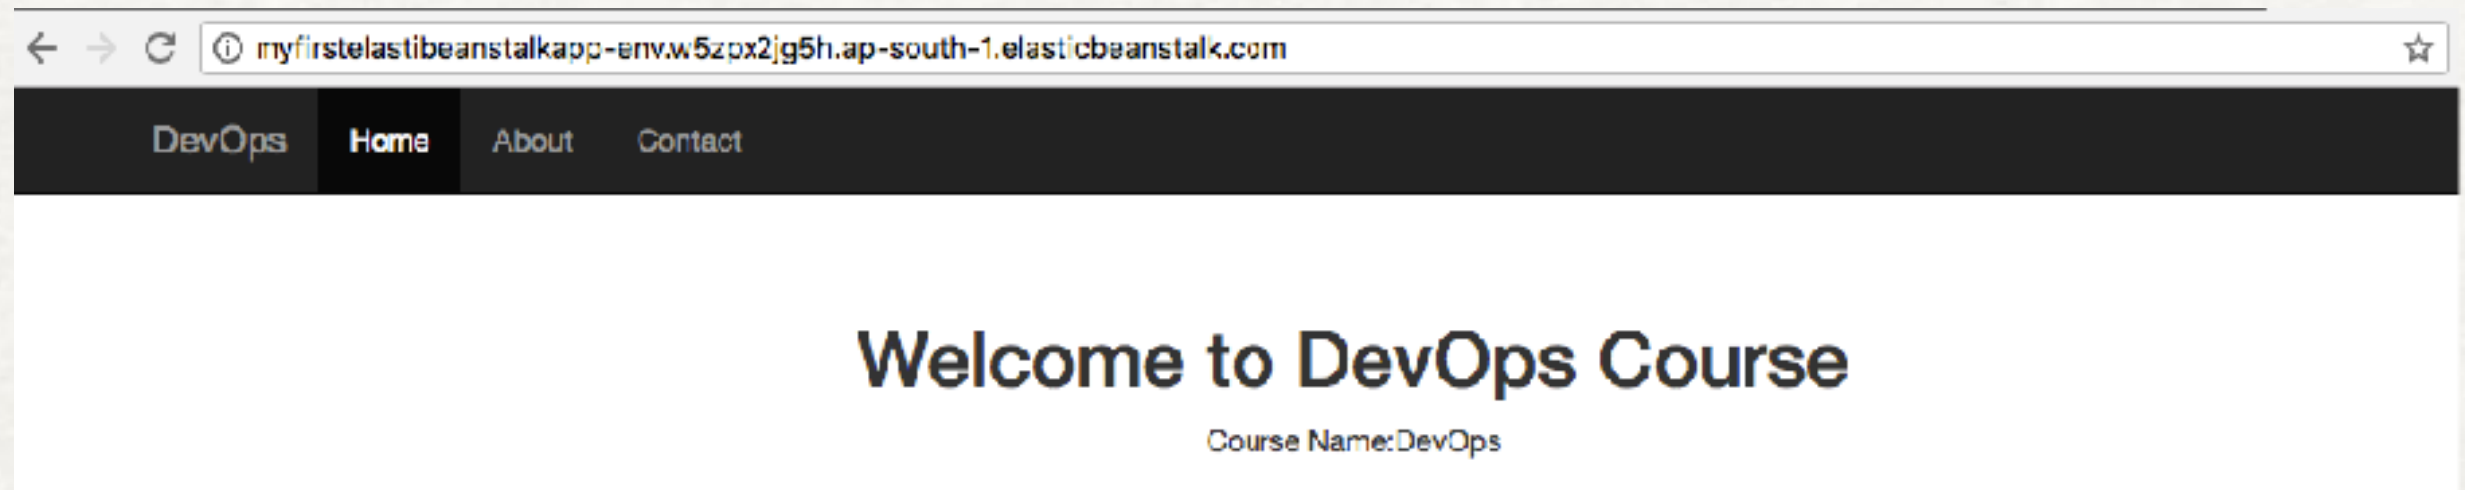 myfirstelastibeanstalkapp-env.w5zpx2jg5h.ap-south-1.elasticbeanstalk.com
DevOps Home About Contact
Welcome to DevOps Course
Course Name:DevOps